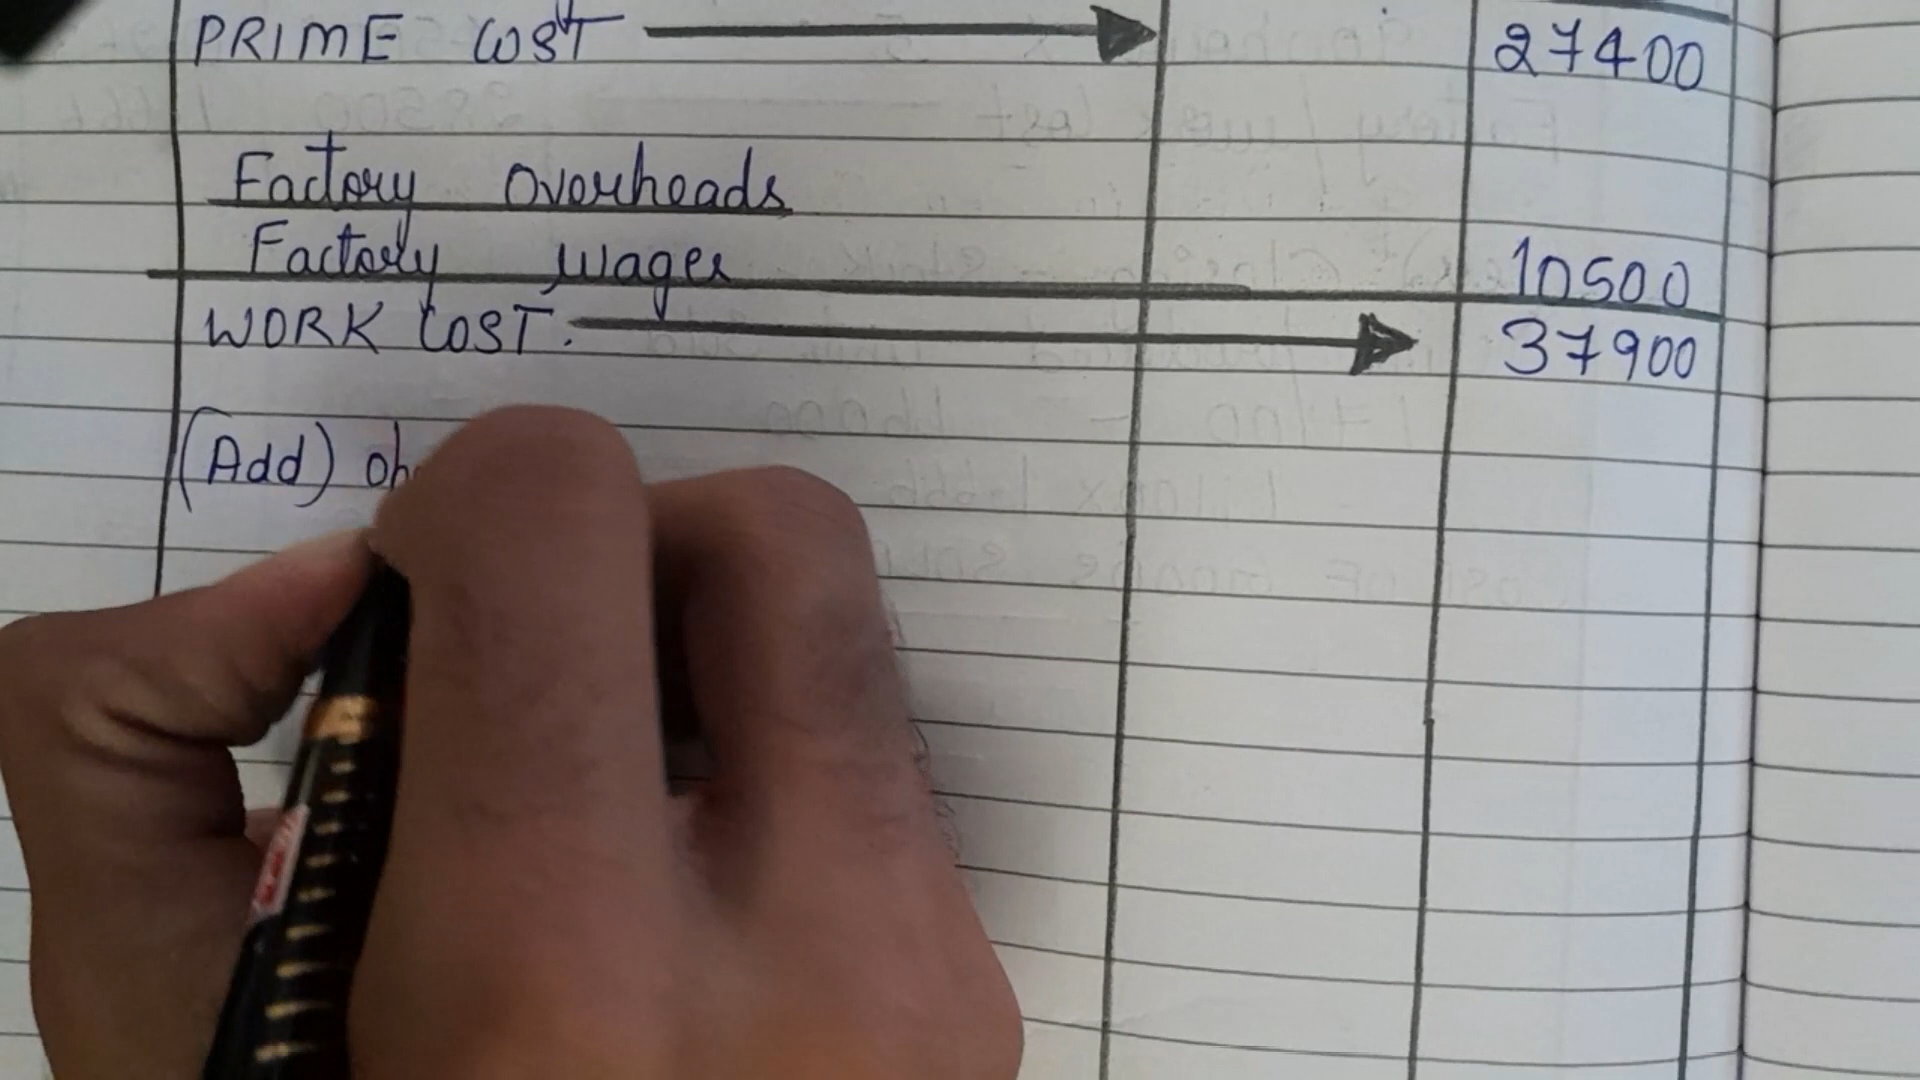 PRIME COST 27400
Factory Overheads
Factory wages 10500
WORK COST. 37900
(Add)